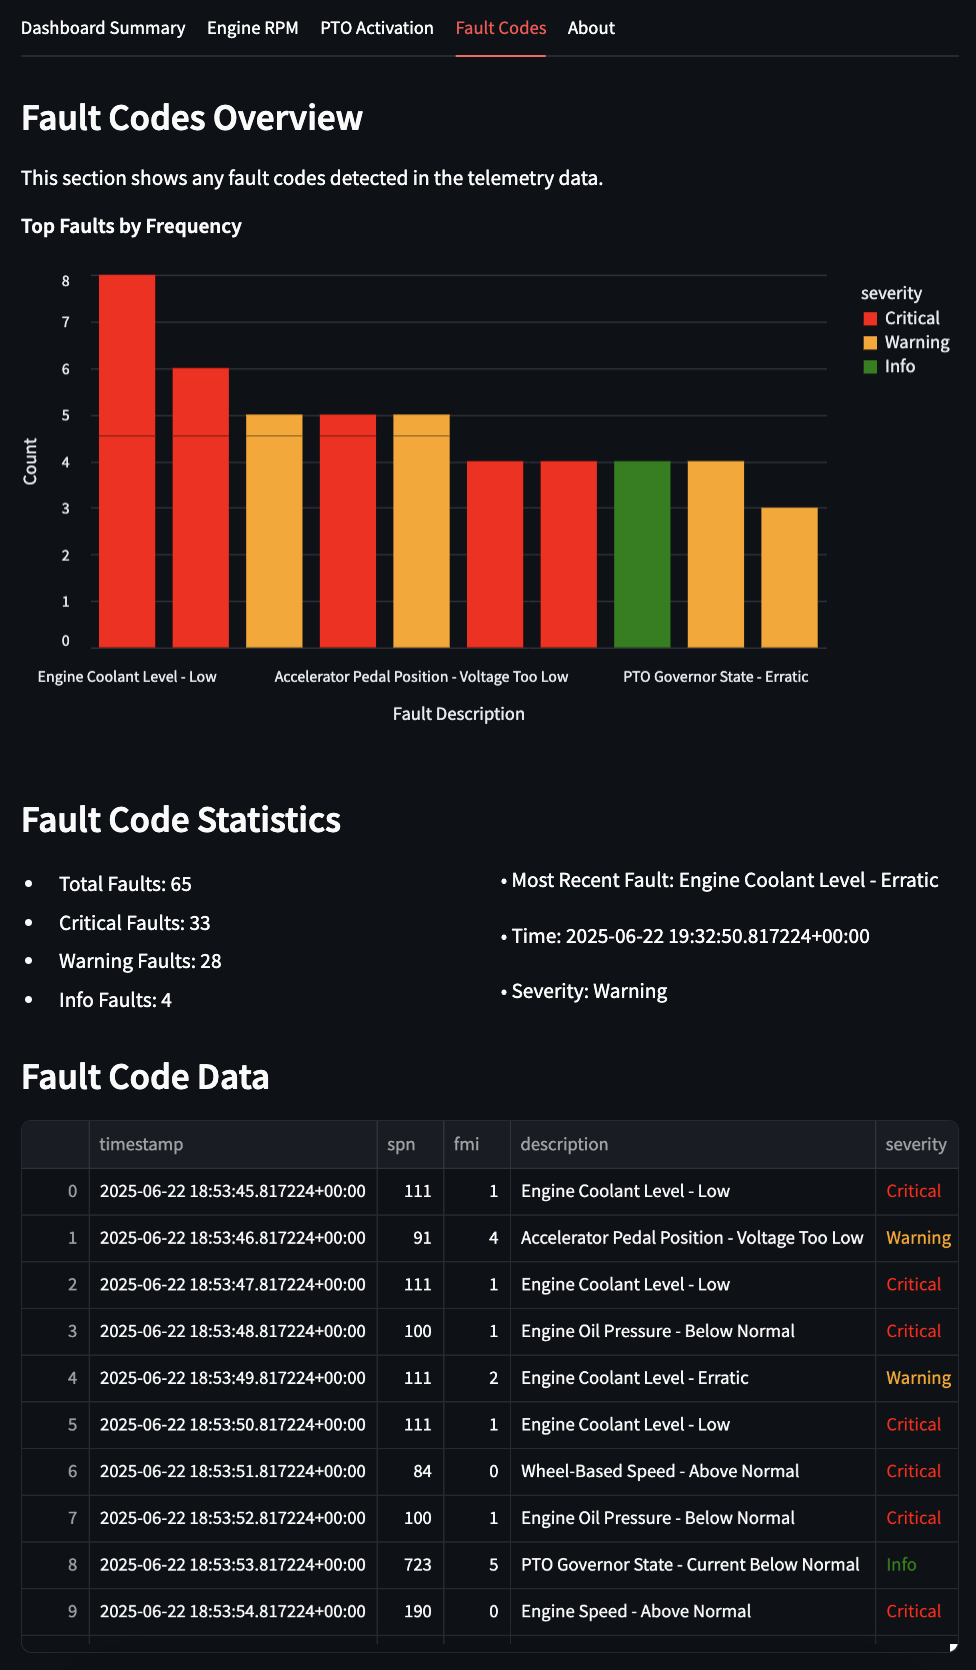 Dashboard Summary Engine RPM PTO Activation Fault Codes About
Fault Codes Overview
This section shows any fault codes detected in the telemetry data.
Top Faults by Frequency
8
7
6
5
4
3
2
1
0
Count
severity
Critical
Warning
Info
Engine Coolant Level - Low Accelerator Pedal Position - Voltage Too Low PTO Governor State - Erratic
Fault Description
Fault Code Statistics
• Total Faults: 65
• Critical Faults: 33
• Warning Faults: 28
• Info Faults: 4
• Most Recent Fault: Engine Coolant Level - Erratic
• Time: 2025-06-22 19:32:50.817224+00:00
• Severity: Warning
Fault Code Data
timestamp spn fmi description severity
0 2025-06-22 18:53:45.817224+00:00 111 1 Engine Coolant Level - Low Critical
1 2025-06-22 18:53:46.817224+00:00 91 4 Accelerator Pedal Position - Voltage Too Low Warning
2 2025-06-22 18:53:47.817224+00:00 111 1 Engine Coolant Level - Low Critical
3 2025-06-22 18:53:48.817224+00:00 100 1 Engine Oil Pressure - Below Normal Critical
4 2025-06-22 18:53:49.817224+00:00 111 2 Engine Coolant Level - Erratic Warning
5 2025-06-22 18:53:50.817224+00:00 111 1 Engine Coolant Level - Low Critical
6 2025-06-22 18:53:51.817224+00:00 84 0 Wheel-Based Speed - Above Normal Critical
7 2025-06-22 18:53:52.817224+00:00 100 1 Engine Oil Pressure - Below Normal Critical
8 2025-06-22 18:53:53.817224+00:00 723 5 PTO Governor State - Current Below Normal Info
9 2025-06-22 18:53:54.817224+00:00 190 0 Engine Speed - Above Normal Critical